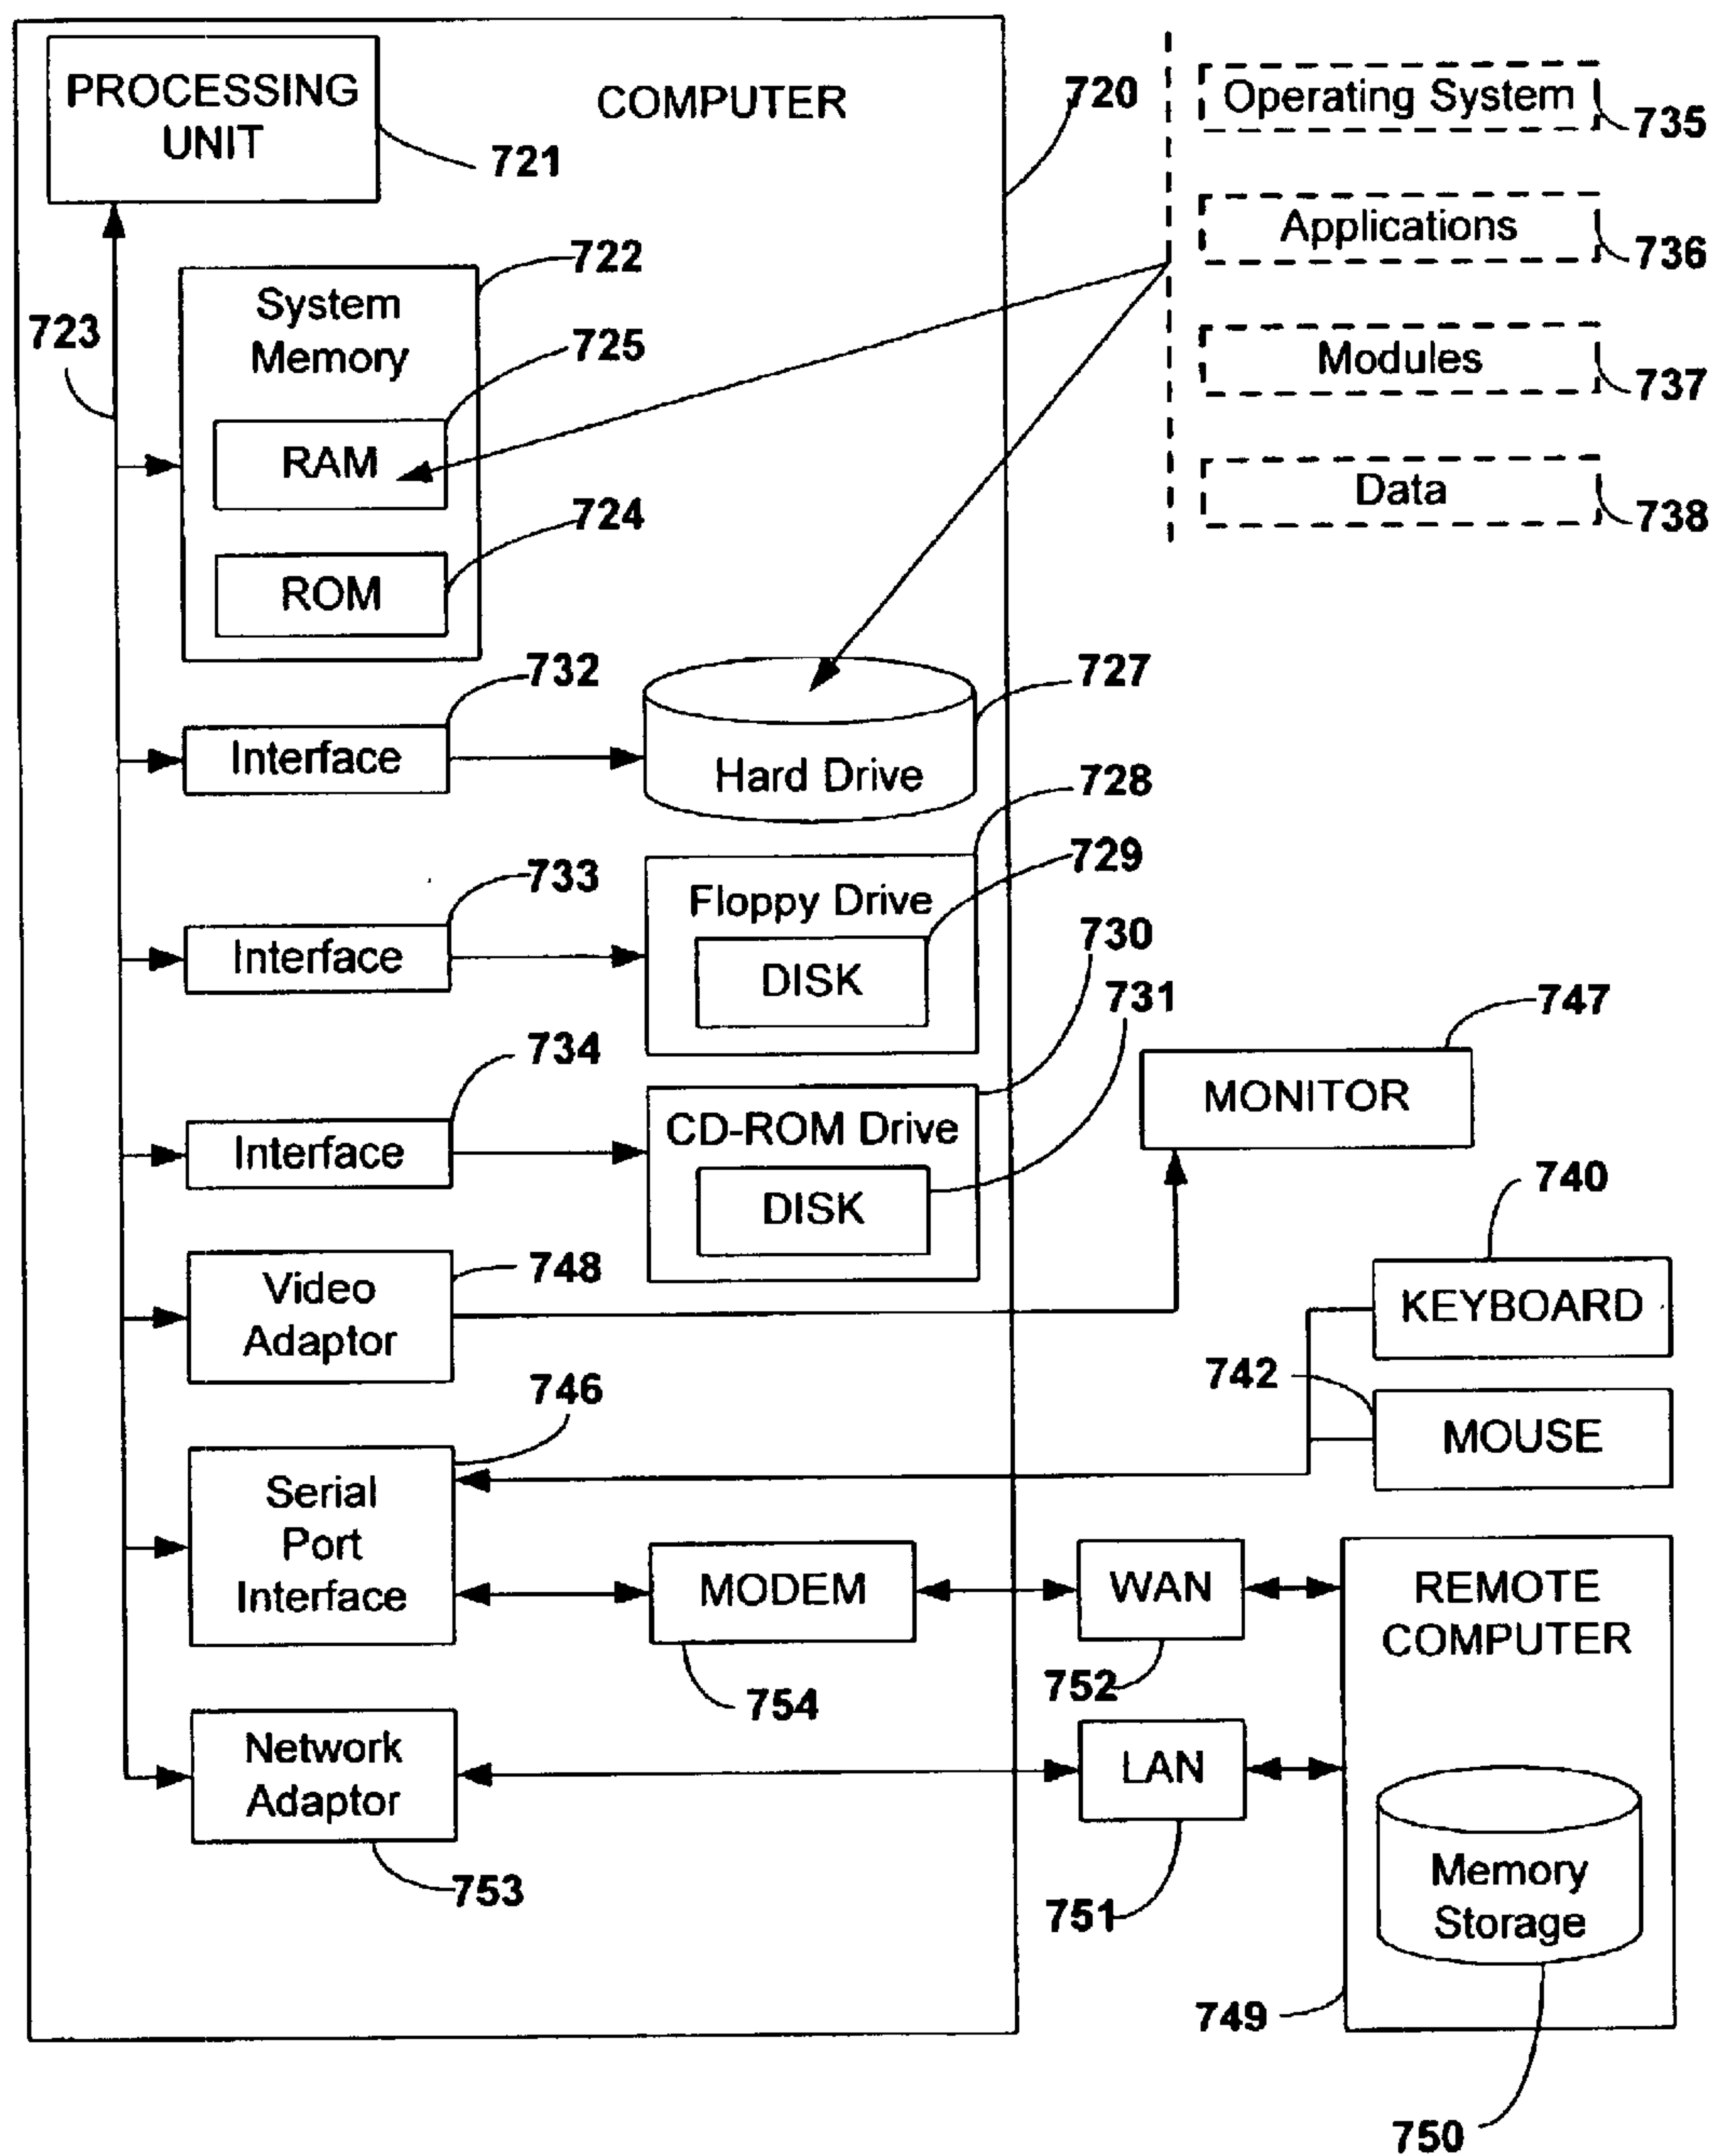 PROCESSING
UNIT
721
COMPUTER
720
Operating System
735
Applications
736
Modules
737
Data
738
723
722
System
Memory
725
RAM
724
ROM
732
Interface
727
Hard Drive
733
Interface
728
Floppy Drive
729
DISK
734
Interface
730
CD-ROM Drive
731
DISK
747
MONITOR
748
Video
Adaptor
740
KEYBOARD
742
MOUSE
746
Serial
Port
Interface
MODEM
754
WAN
752
REMOTE
COMPUTER
Network
Adaptor
753
LAN
751
Memory
Storage
749
750